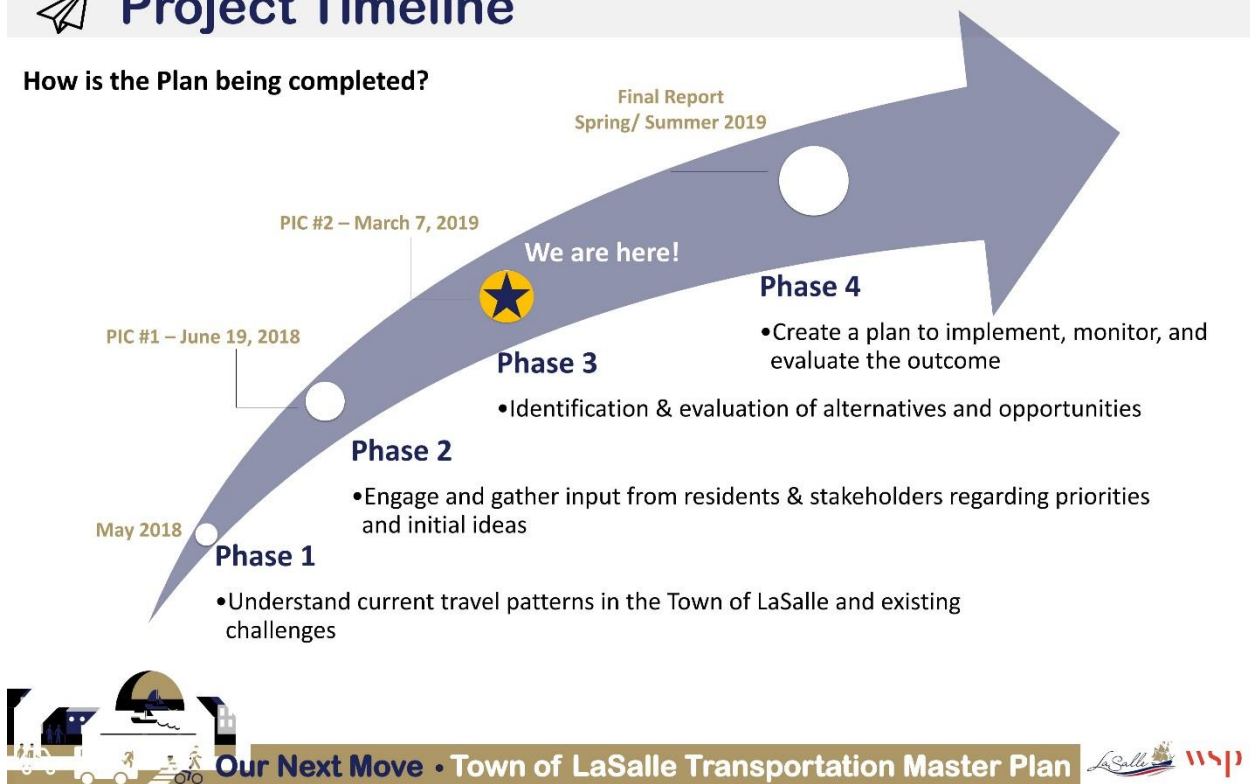 Project Timeline
How is the Plan being completed?
Final Report
Spring/ Summer 2019
PIC #2 – March 7, 2019
We are here!
Phase 4
•Create a plan to implement, monitor, and
evaluate the outcome
PIC #1 – June 19, 2018
Phase 3
•Identification & evaluation of alternatives and opportunities
Phase 2
•Engage and gather input from residents & stakeholders regarding priorities
and initial ideas
May 2018
Phase 1
•Understand current travel patterns in the Town of LaSalle and existing
challenges
Our Next Move • Town of LaSalle Transportation Master Plan
LaSalle
wsp